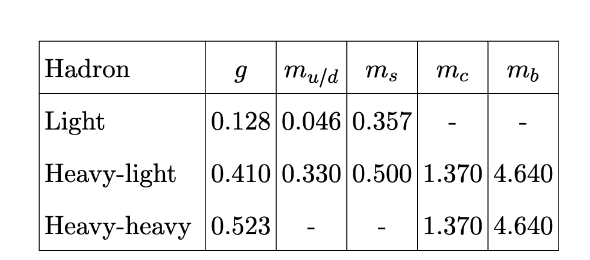 Hadron g m_{u/d} m_s m_c m_b
Light 0.128 0.046 0.357 - -
Heavy-light 0.410 0.330 0.500 1.370 4.640
Heavy-heavy 0.523 - - 1.370 4.640